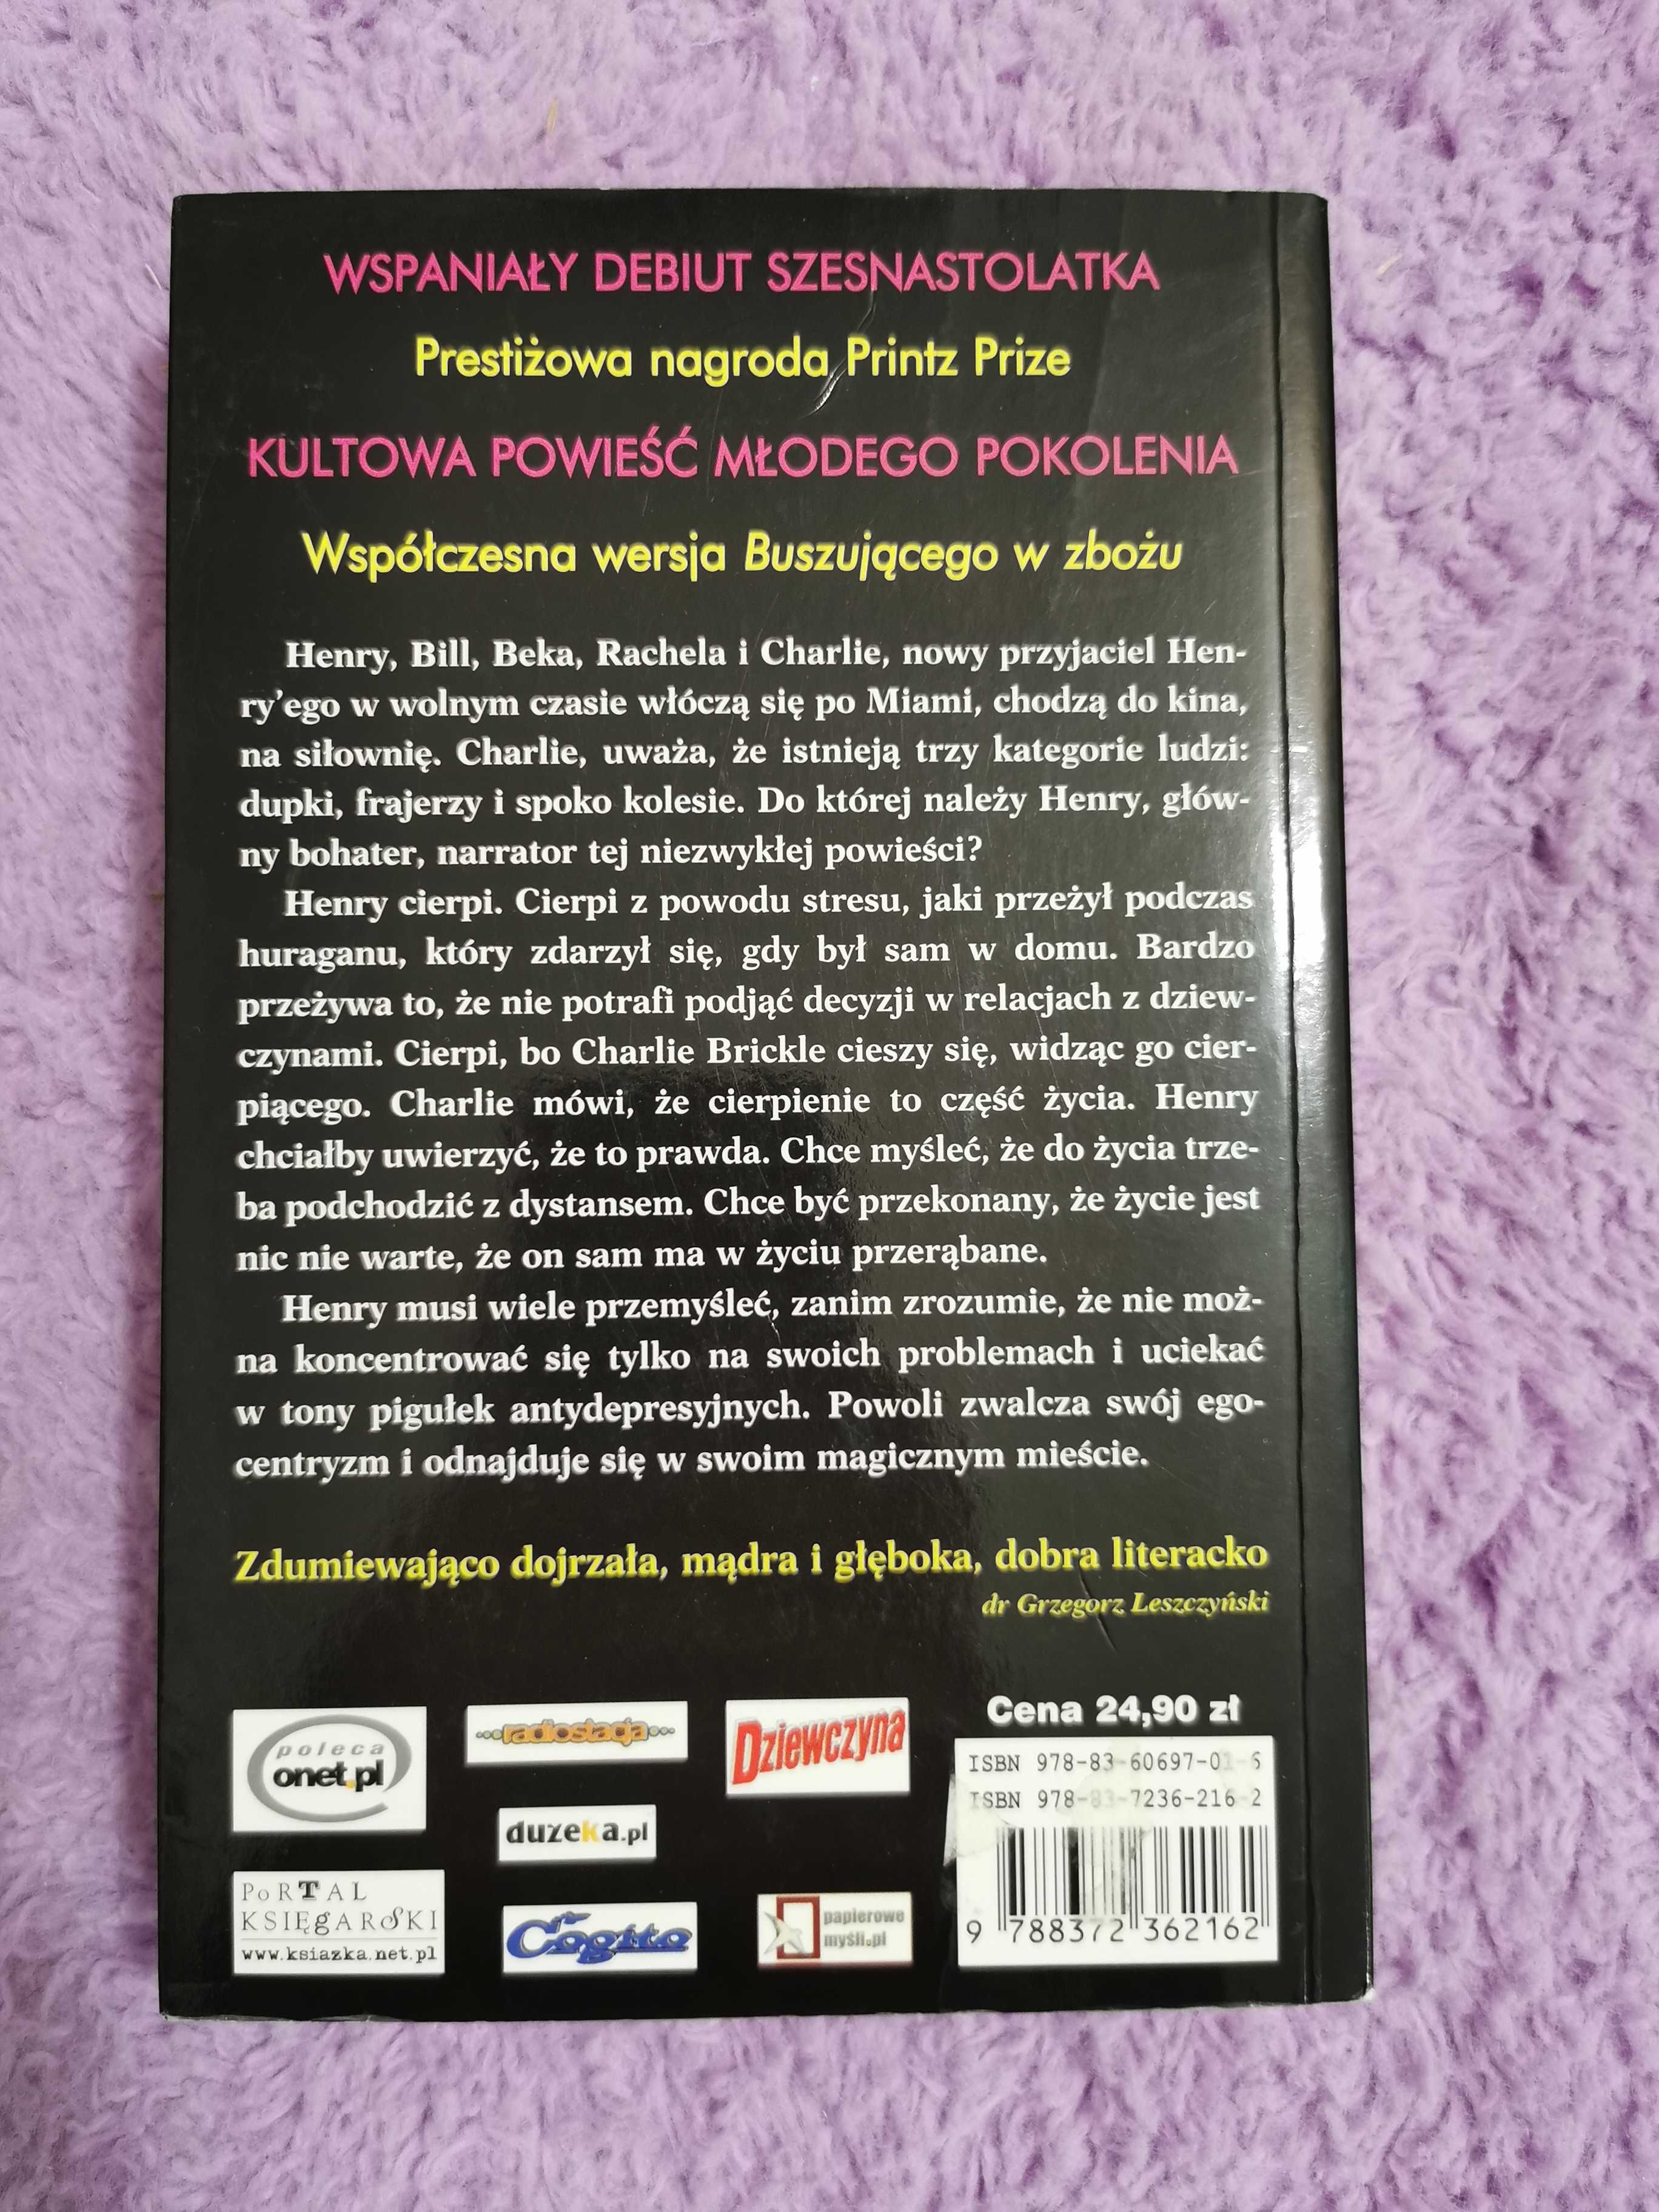 WSPANIAŁY DEBIUT SZESNASTOLATKA
Prestiżowa nagroda Printz Prize
KULTOWA POWIEŚĆ MŁODEGO POKOLENIA
Współczesna wersja Buszującego w zbożu
Henry, Bill, Beka, Rachela i Charlie, nowy przyjaciel Hen-
ry’ego w wolnym czasie włóczą się po Miami, chodzą do kina,
na siłownię. Charlie, uważa, że istnieją trzy kategorie ludzi:
dupki, frajerzy i spoko kolesie. Do której należy Henry, głów-
ny bohater, narrator tej niezwykłej powieści?
Henry cierpi. Cierpi z powodu stresu, jaki przeżył podczas
huraganu, który zdarzył się, gdy był sam w domu. Bardzo
przeżywa to, że nie potrafi podjąć decyzji w relacjach z dziew-
czynami. Cierpi, bo Charlie Brickle cieszy się, widząc go cier-
piącego. Charlie mówi, że cierpienie to część życia. Henry
chciałby uwierzyć, że to prawda. Chce myśleć, że do życia trze-
ba podchodzić z dystansem. Chce być przekonany, że życie jest
nic nie warte, że on sam ma w życiu przerąbane.
Henry musi wiele przemyśleć, zanim zrozumie, że nie moż-
na koncentrować się tylko na swoich problemach i uciekać
w tony pigułek antydepresyjnych. Powoli zwalcza swój ego-
centryzm i odnajduje się w swoim magicznym mieście.
Zdumiewająco dojrzała, mądra i głęboka, dobra literacko
dr Grzegorz Leszczyński
poleca
onet.pl
radiostacja
Dziewczyna
duzeka.pl
PoRTAL
KSIĘgARSKI
www.ksiazka.net.pl
Cogito
papierowe
myśli.pl
Cena 24,90 zł
ISBN 978-83-60697-01-6
ISBN 978-83-7236-216-2
9 788372 362162